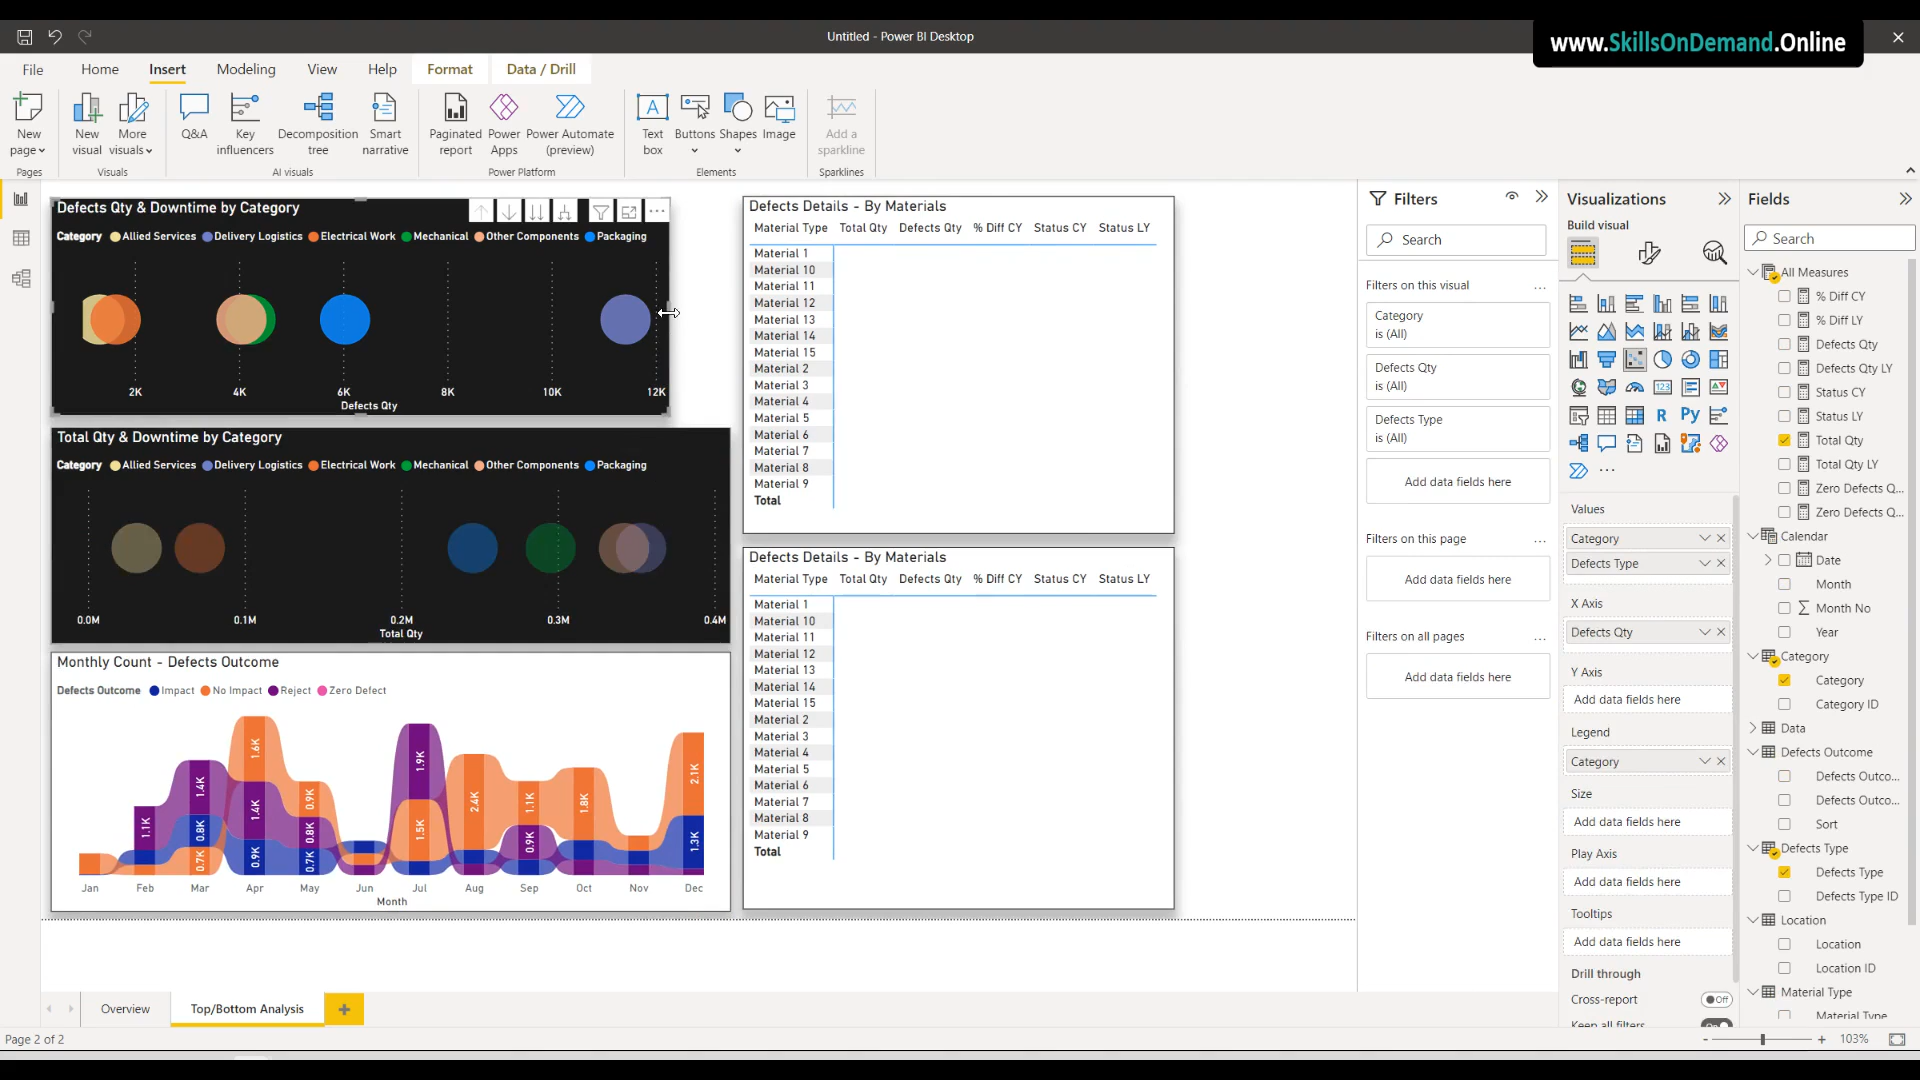 Untitled - Power BI Desktop
www.SkillsOnDemand.Online
File
Home
Insert
Modeling
View
Help
Format
Data / Drill
New
page
New
visual
More
visuals
Q&A
Key
influencers
Decomposition
tree
Smart
narrative
Paginated
report
Power
Apps
Power Automate
(preview)
Text
box
Buttons
Shapes
Image
Add a
sparkline
Pages
Visuals
AI visuals
Power Platform
Elements
Sparklines
Defects Qty & Downtime by Category
Category Allied Services Delivery Logistics Electrical Work Mechanical Other Components Packaging
2K 4K 6K 8K 10K 12K
Defects Qty
Total Qty & Downtime by Category
Category Allied Services Delivery Logistics Electrical Work Mechanical Other Components Packaging
0.0M 0.1M 0.2M 0.3M 0.4M
Total Qty
Monthly Count - Defects Outcome
Defects Outcome Impact No Impact Reject Zero Defect
1.1K
1.4K
0.8K
0.7K
1.6K
1.4K
0.9K
0.9K
0.8K
0.7K
1.9K
1.5K
2.4K
1.1K
0.9K
1.8K
2.1K
1.3K
Jan Feb Mar Apr May Jun Jul Aug Sep Oct Nov Dec
Month
Defects Details - By Materials
Material Type Total Qty Defects Qty % Diff CY Status CY Status LY
Material 1
Material 10
Material 11
Material 12
Material 13
Material 14
Material 15
Material 2
Material 3
Material 4
Material 5
Material 6
Material 7
Material 8
Material 9
Total
Defects Details - By Materials
Material Type Total Qty Defects Qty % Diff CY Status CY Status LY
Material 1
Material 10
Material 11
Material 12
Material 13
Material 14
Material 15
Material 2
Material 3
Material 4
Material 5
Material 6
Material 7
Material 8
Material 9
Total
Filters
Search
Filters on this visual ...
Category
is (All)
Defects Qty
is (All)
Defects Type
is (All)
Add data fields here
Filters on this page ...
Add data fields here
Filters on all pages ...
Add data fields here
Visualizations
Build visual
123
R
Py
...
Values
Category
Defects Type
X Axis
Defects Qty
Y Axis
Add data fields here
Legend
Category
Size
Add data fields here
Play Axis
Add data fields here
Tooltips
Add data fields here
Drill through
Cross-report Off
Keep all filters On
Fields
Search
All Measures
% Diff CY
% Diff LY
Defects Qty
Defects Qty LY
Status CY
Status LY
Total Qty
Total Qty LY
Zero Defects Q...
Zero Defects Q...
Calendar
Date
Month
Month No
Year
Category
Category
Category ID
Data
Defects Outcome
Defects Outco...
Defects Outco...
Sort
Defects Type
Defects Type
Defects Type ID
Location
Location
Location ID
Material Type
Material Type
Overview
Top/Bottom Analysis
Page 2 of 2
- + 103%